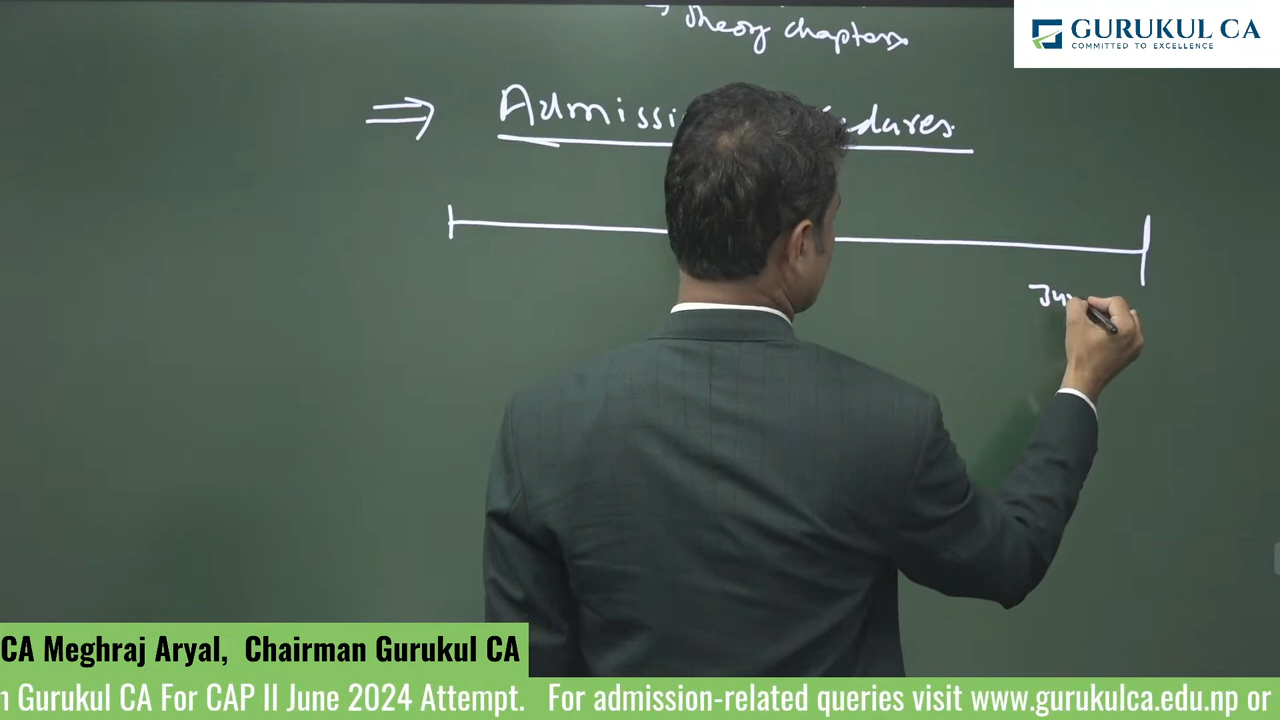 Theory chapters
GURUKUL CA
COMMITTED TO EXCELLENCE
⇒ Admissi dures
CA Meghraj Aryal, Chairman Gurukul CA
n Gurukul CA For CAP II June 2024 Attempt. For admission-related queries visit www.gurukulca.edu.np or